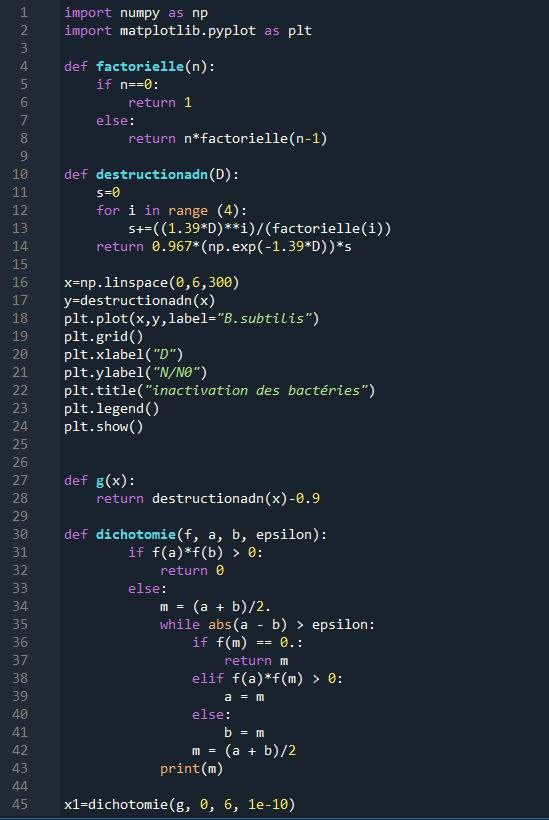 1 import numpy as np
2 import matplotlib.pyplot as plt
3
4 def factorielle(n):
5     if n==0:
6         return 1
7     else:
8         return n*factorielle(n-1)
9
10 def destructionadn(D):
11     s=0
12     for i in range (4):
13         s+=((1.39*D)**i)/(factorielle(i))
14     return 0.967*(np.exp(-1.39*D))*s
15
16 x=np.linspace(0,6,300)
17 y=destructionadn(x)
18 plt.plot(x,y,label="B.subtilis")
19 plt.grid()
20 plt.xlabel("D")
21 plt.ylabel("N/N0")
22 plt.title("inactivation des bactéries")
23 plt.legend()
24 plt.show()
25
26
27 def g(x):
28     return destructionadn(x)-0.9
29
30 def dichotomie(f, a, b, epsilon):
31         if f(a)*f(b) > 0:
32             return 0
33         else:
34             m = (a + b)/2.
35             while abs(a - b) > epsilon:
36                 if f(m) == 0.:
37                     return m
38                 elif f(a)*f(m) > 0:
39                     a = m
40                 else:
41                     b = m
42                 m = (a + b)/2
43             print(m)
44
45 x1=dichotomie(g, 0, 6, 1e-10)